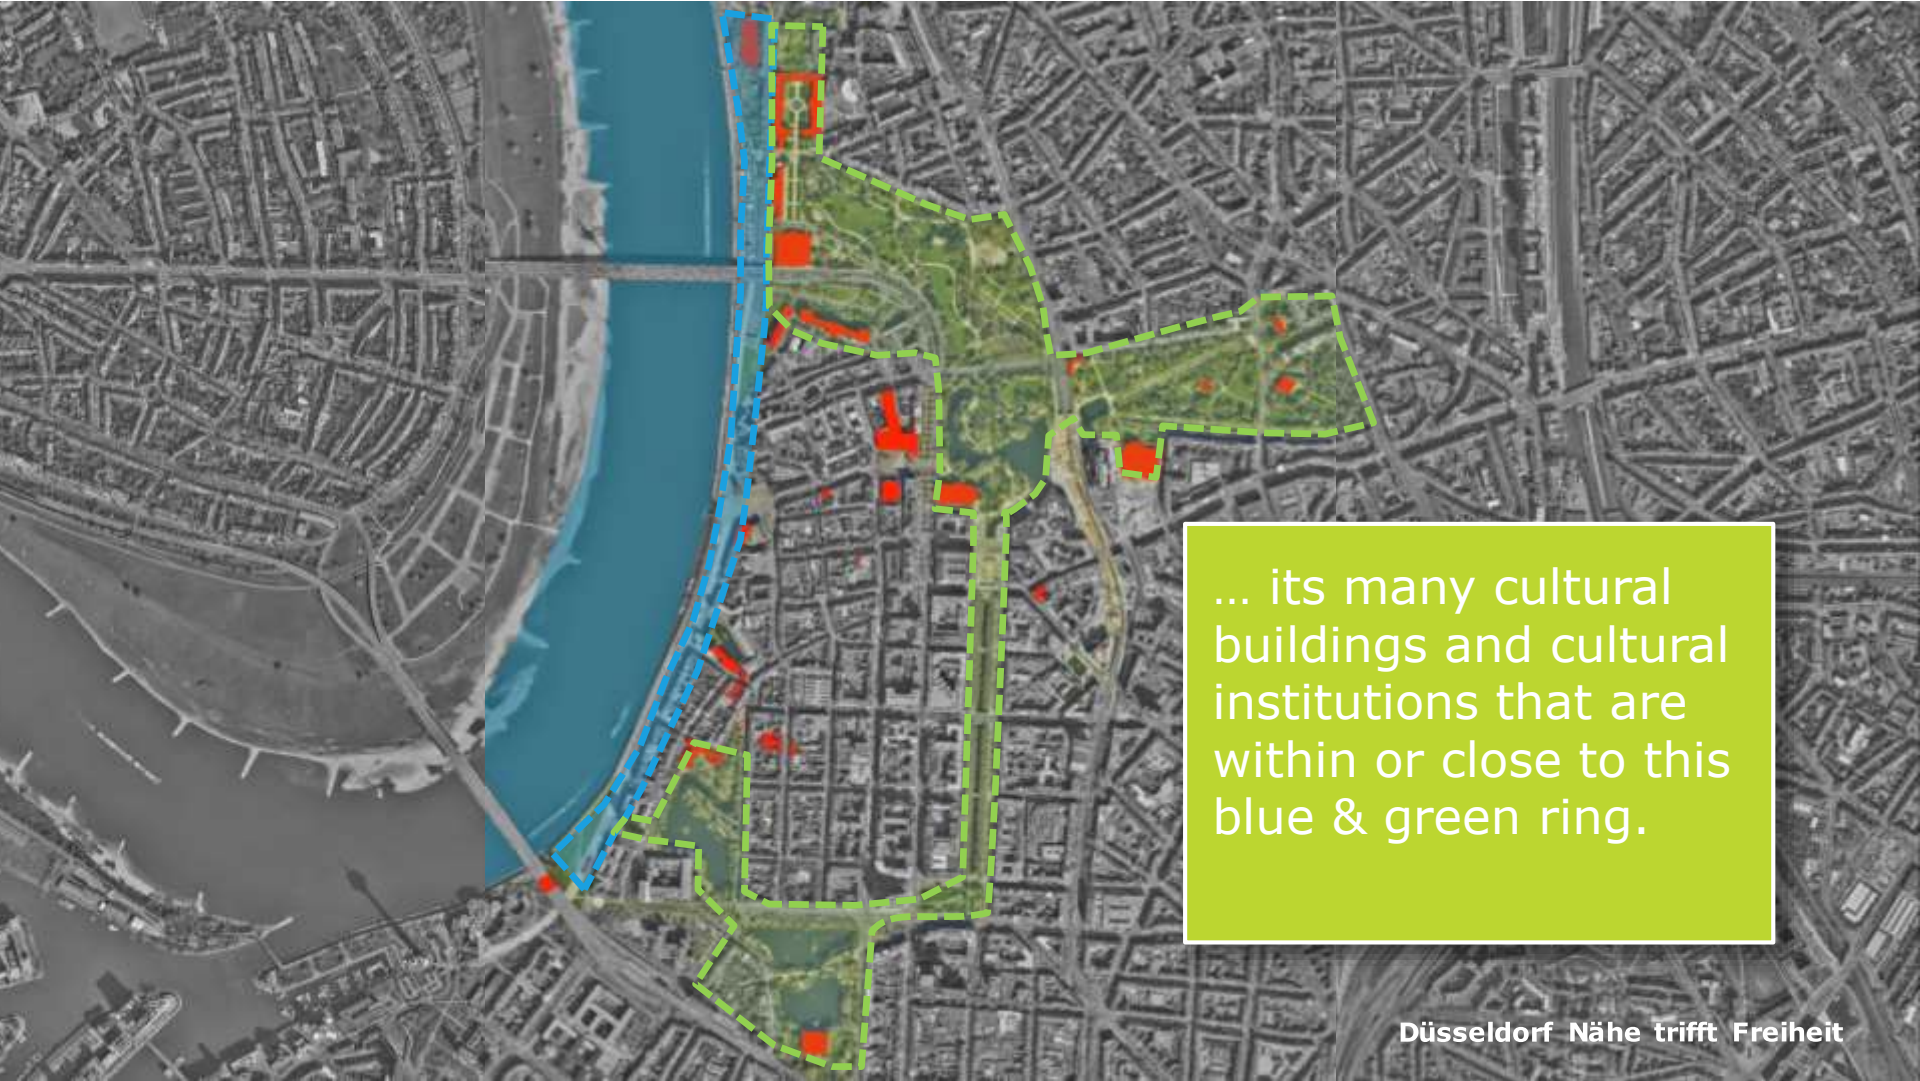 ... its many cultural
buildings and cultural
institutions that are
within or close to this
blue & green ring.
Düsseldorf Nähe trifft Freiheit